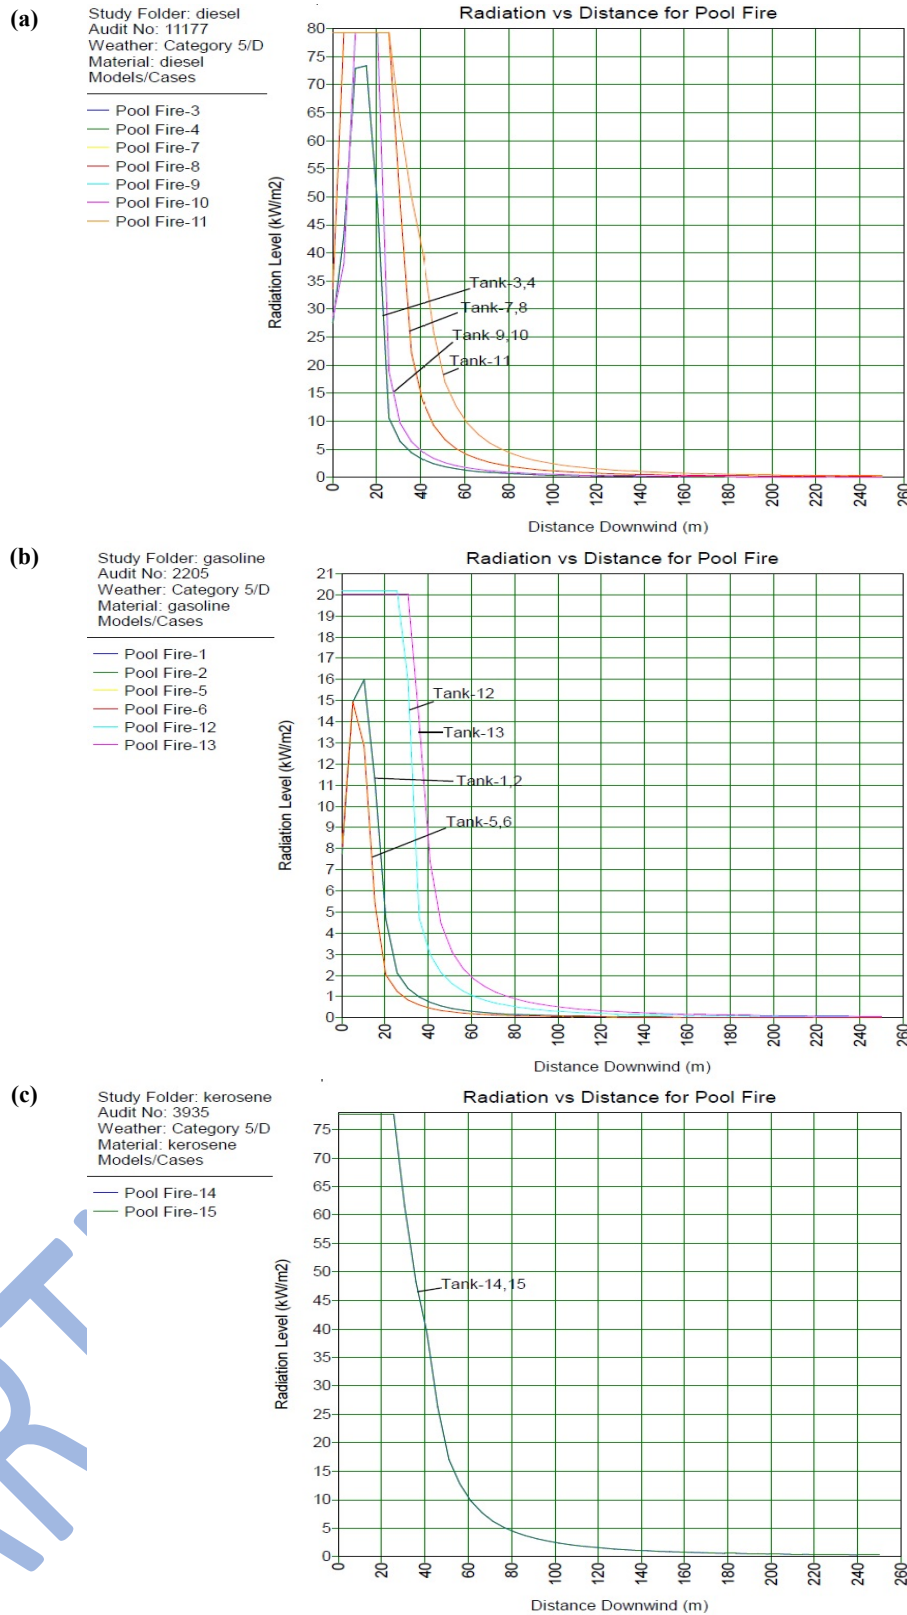 (a)
Study Folder: diesel
Audit No: 11177
Weather: Category 5/D
Material: diesel
Models/Cases
Pool Fire-3
Pool Fire-4
Pool Fire-7
Pool Fire-8
Pool Fire-9
Pool Fire-10
Pool Fire-11
Radiation vs Distance for Pool Fire
Radiation Level (kW/m2)
80
75
70
65
60
55
50
45
40
35
30
25
20
15
10
5
0
Tank-3,4
Tank-7,8
Tank-9,10
Tank-11
0 20 40 60 80 100 120 140 160 180 200 220 240 260
Distance Downwind (m)
(b)
Study Folder: gasoline
Audit No: 2205
Weather: Category 5/D
Material: gasoline
Models/Cases
Pool Fire-1
Pool Fire-2
Pool Fire-5
Pool Fire-6
Pool Fire-12
Pool Fire-13
Radiation vs Distance for Pool Fire
Radiation Level (kW/m2)
21
20
19
18
17
16
15
14
13
12
11
10
9
8
7
6
5
4
3
2
1
0
Tank-12
Tank-13
Tank-1,2
Tank-5,6
0 20 40 60 80 100 120 140 160 180 200 220 240 260
Distance Downwind (m)
(c)
Study Folder: kerosene
Audit No: 3935
Weather: Category 5/D
Material: kerosene
Models/Cases
Pool Fire-14
Pool Fire-15
Radiation vs Distance for Pool Fire
Radiation Level (kW/m2)
75
70
65
60
55
50
45
40
35
30
25
20
15
10
5
0
Tank-14,15
0 20 40 60 80 100 120 140 160 180 200 220 240 260
Distance Downwind (m)